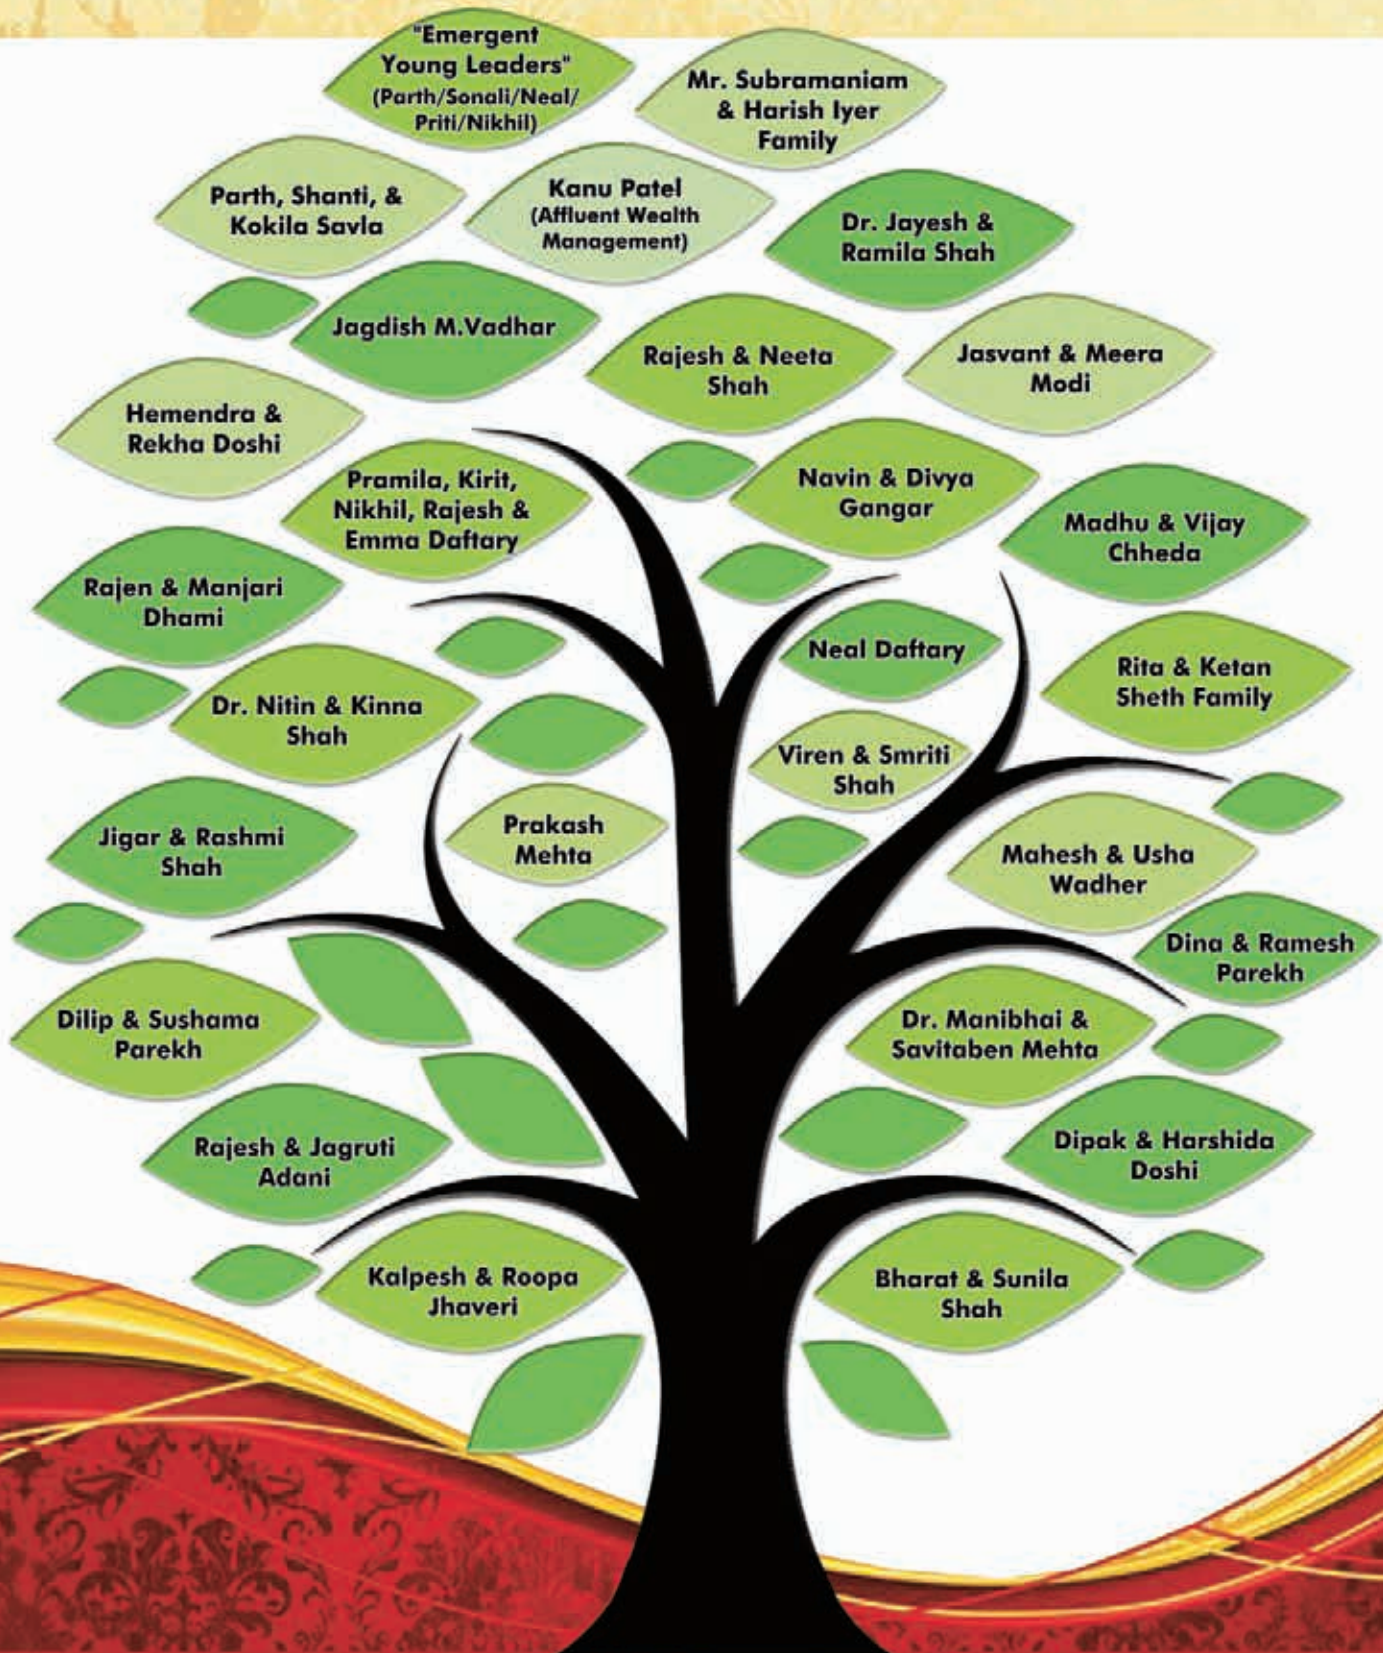 "Emergent
Young Leaders"
(Parth/Sonali/Neal/
Priti/Nikhil)
Mr. Subramaniam
& Harish Iyer
Family
Parth, Shanti, &
Kokila Savla
Kanu Patel
(Affluent Wealth
Management)
Dr. Jayesh &
Ramila Shah
Jagdish M.Vadhar
Rajesh & Neeta
Shah
Jasvant & Meera
Modi
Hemendra &
Rekha Doshi
Pramila, Kirit,
Nikhil, Rajesh &
Emma Daftary
Navin & Divya
Gangar
Madhu & Vijay
Chheda
Rajen & Manjari
Dhami
Neal Daftary
Rita & Ketan
Sheth Family
Dr. Nitin & Kinna
Shah
Viren & Smriti
Shah
Jigar & Rashmi
Shah
Prakash
Mehta
Mahesh & Usha
Wadher
Dina & Ramesh
Parekh
Dilip & Sushama
Parekh
Dr. Manibhai &
Savitaben Mehta
Rajesh & Jagruti
Adani
Dipak & Harshida
Doshi
Kalpesh & Roopa
Jhaveri
Bharat & Sunila
Shah